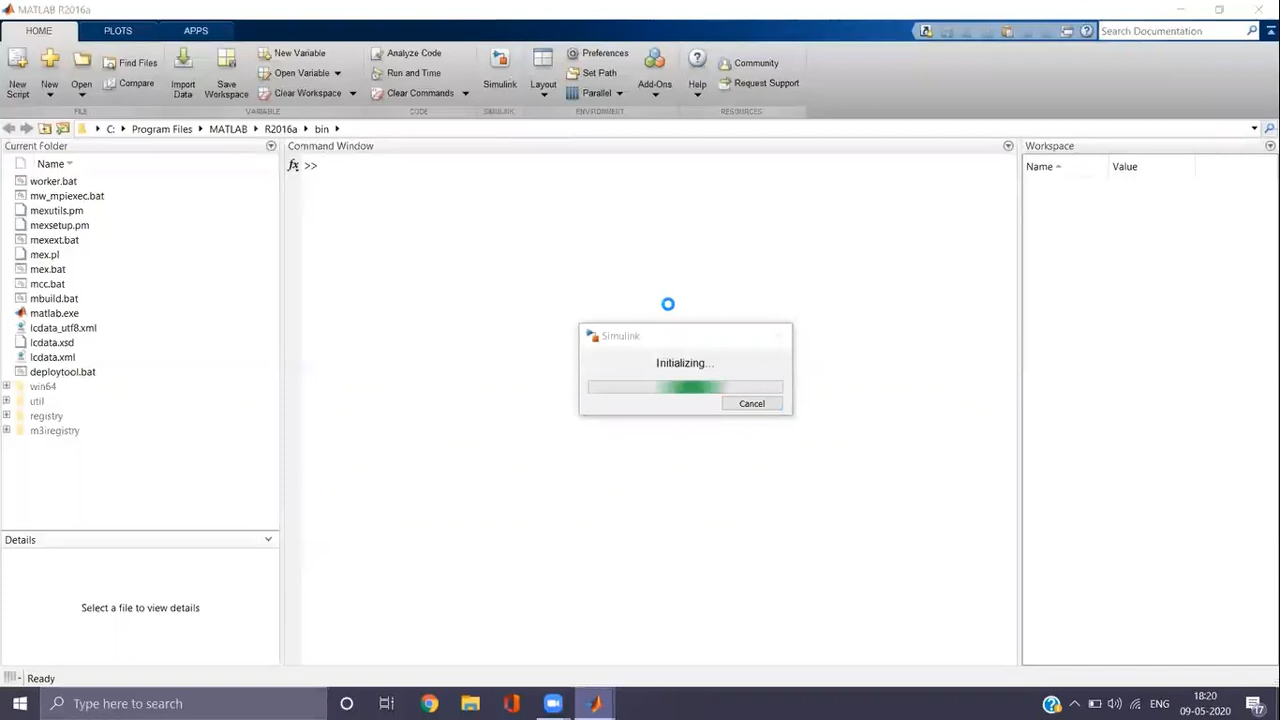 MATLAB R2016a
HOME
PLOTS
APPS
Search Documentation
New Script
New
Open
Find Files
Compare
Import Data
Save Workspace
New Variable
Open Variable
Clear Workspace
Analyze Code
Run and Time
Clear Commands
Simulink
Layout
Preferences
Set Path
Parallel
Add-Ons
Help
Community
Request Support
FILE
VARIABLE
CODE
SIMULINK
ENVIRONMENT
RESOURCES
C: Program Files MATLAB R2016a bin
Current Folder
Name
worker.bat
mw_mpiexec.bat
mexutils.pm
mexsetup.pm
mexext.bat
mex.pl
mex.bat
mcc.bat
mbuild.bat
matlab.exe
lcdata_utf8.xml
lcdata.xsd
lcdata.xml
deploytool.bat
win64
util
registry
m3iregistry
Details
Select a file to view details
Command Window
fx >>
Simulink
Initializing...
Cancel
Workspace
Name
Value
Ready
Type here to search
ENG
18:20
09-05-2020
17